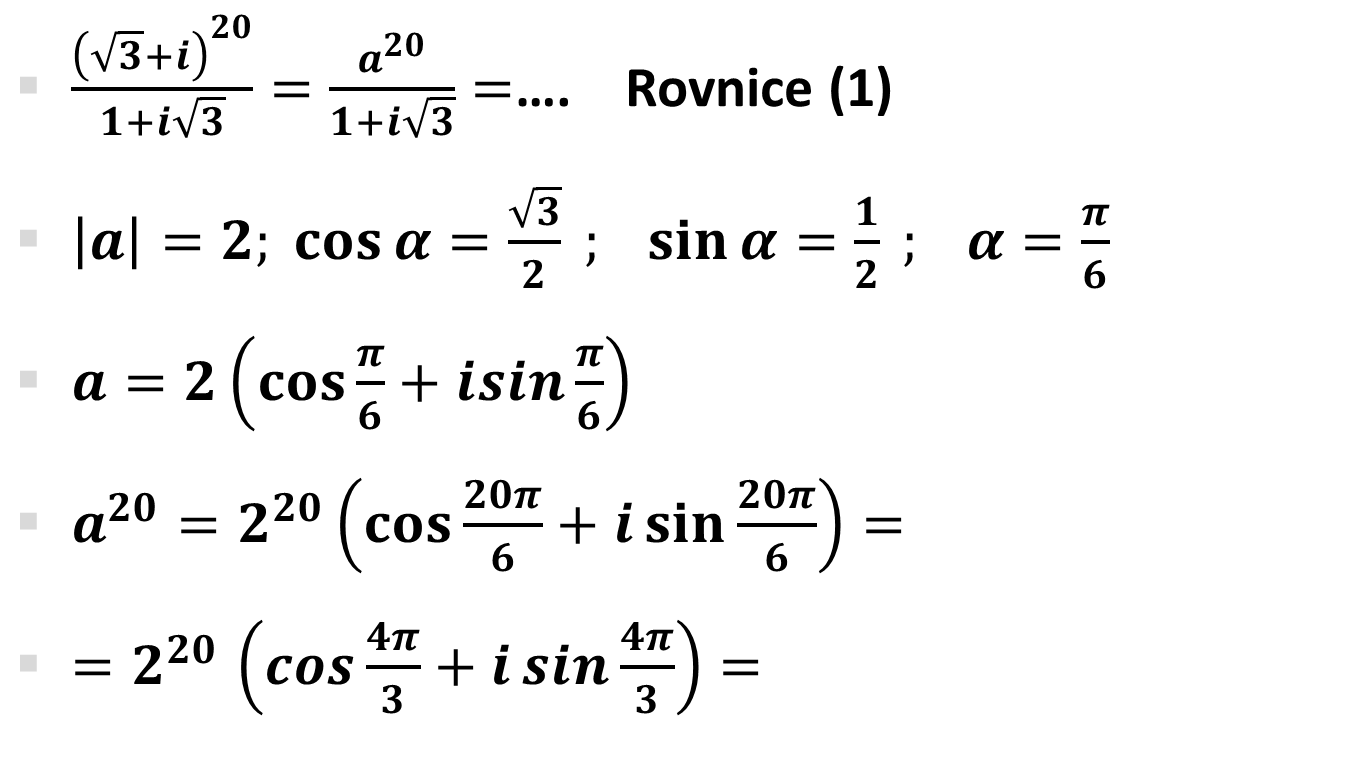 ▪ (√3+i)^20 / 1+i√3 = a^20 / 1+i√3 =…. Rovnice (1)
▪ |a| = 2; cos α = √3/2 ; sin α = 1/2 ; α = π/6
▪ a = 2 (cos π/6 + isin π/6)
▪ a^20 = 2^20 (cos 20π/6 + i sin 20π/6) =
▪ = 2^20 (cos 4π/3 + i sin 4π/3) =